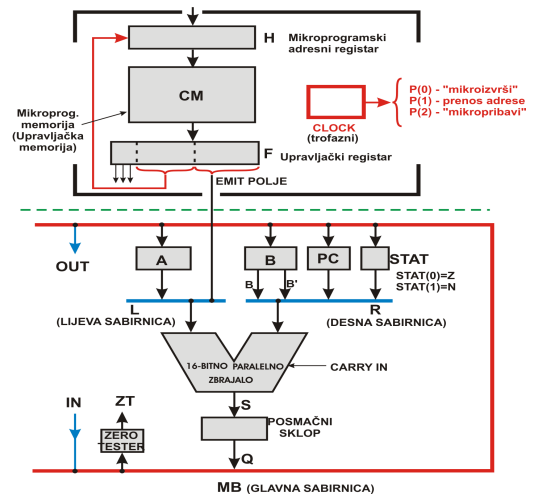 H
Mikroprogramski
adresni registar
CM
Mikroprog.
memorija
(Upravljačka
memorija)
CLOCK
(trofazni)
P(0) - "mikroizvrši"
P(1) - prenos adrese
P(2) - "mikropribavi"
F
Upravljački registar
EMIT POLJE
OUT
A
B
PC
STAT
STAT(0)=Z
STAT(1)=N
B
B'
L
(LIJEVA SABIRNICA)
R
(DESNA SABIRNICA)
16-BITNO PARALELNO
ZBRAJALO
CARRY IN
S
POSMAČNI
SKLOP
IN
ZT
ZERO
TESTER
Q
MB (GLAVNA SABIRNICA)